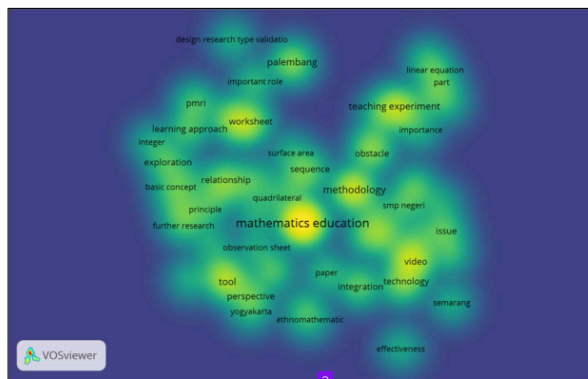 design research type validatio
palembang
linear equation
important role
part
pmri
teaching experiment
worksheet
learning approach
importance
integer
surface area
obstacle
exploration
sequence
relationship
basic concept
methodology
quadrilateral
smp negeri
principle
mathematics education
further research
issue
observation sheet
video
paper
tool
technology
integration
perspective
semarang
yogyakarta
ethnomathematic
effectiveness
VOSviewer